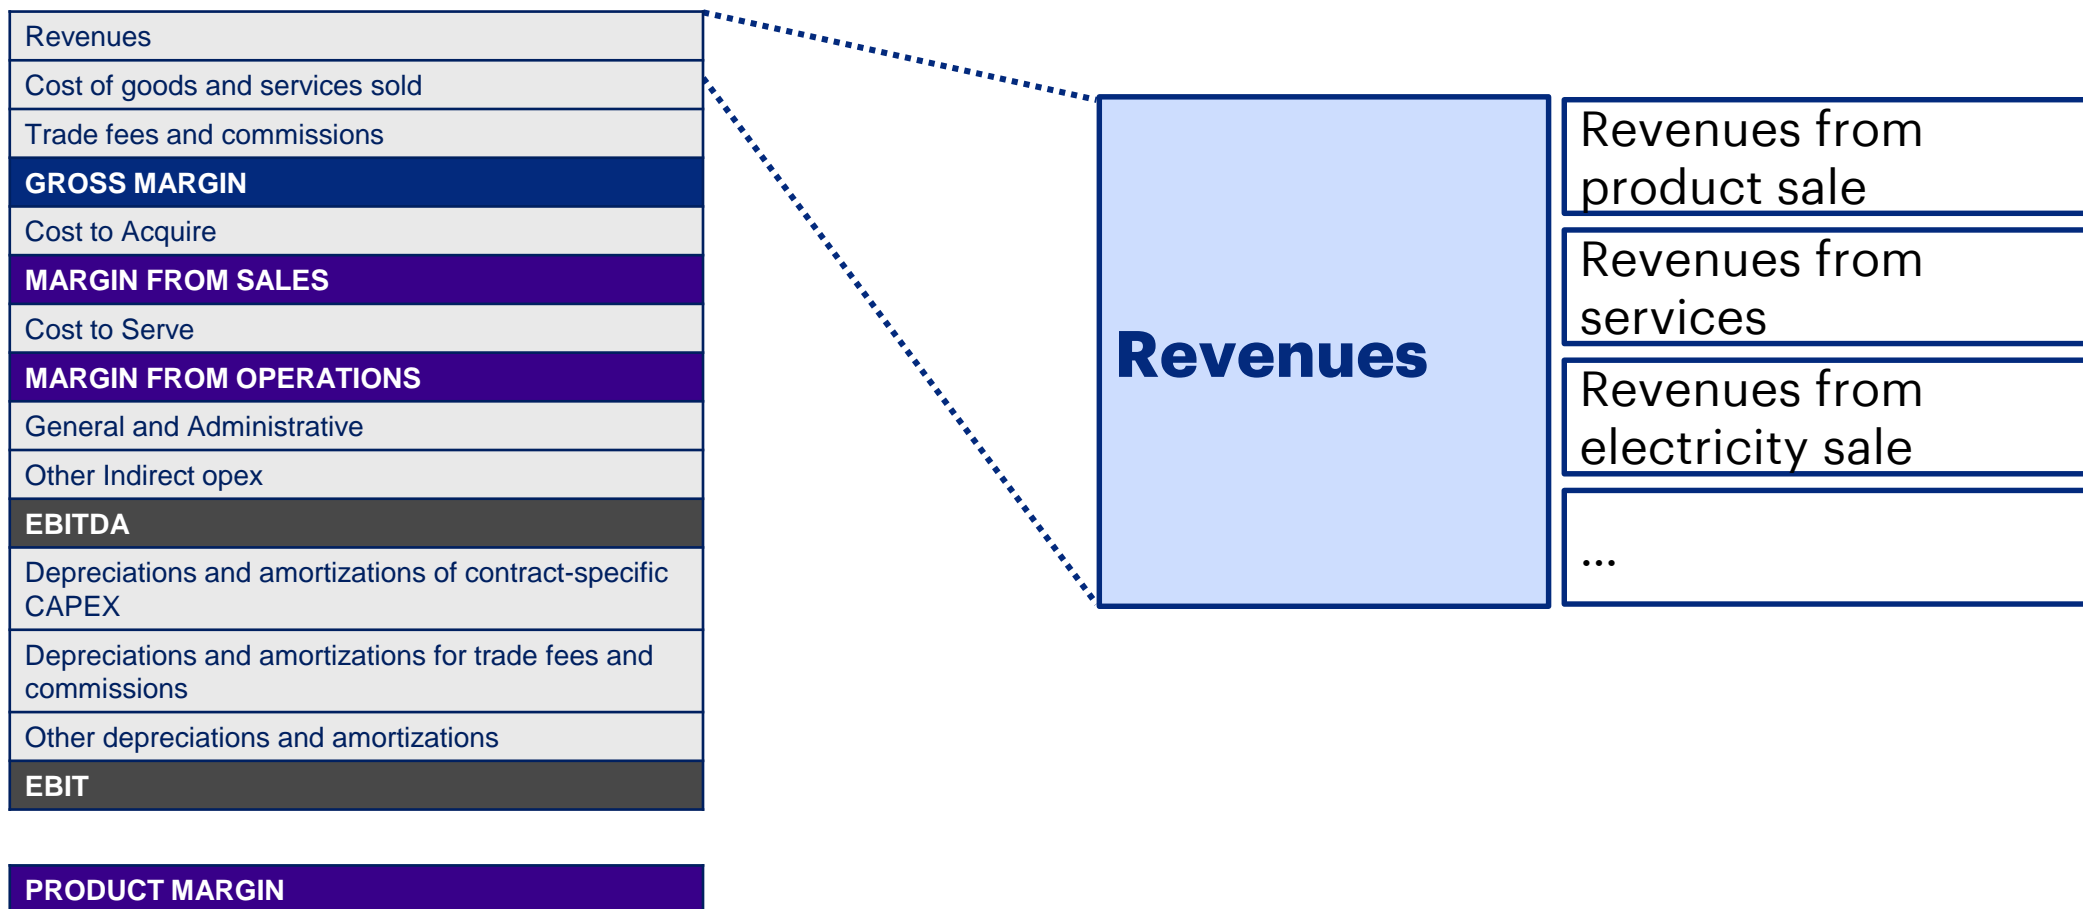 Revenues
Cost of goods and services sold
Trade fees and commissions
GROSS MARGIN
Cost to Acquire
MARGIN FROM SALES
Cost to Serve
MARGIN FROM OPERATIONS
General and Administrative
Other Indirect opex
EBITDA
Depreciations and amortizations of contract-specific
CAPEX
Depreciations and amortizations for trade fees and
commissions
Other depreciations and amortizations
EBIT
PRODUCT MARGIN
Revenues
Revenues from
product sale
Revenues from
services
Revenues from
electricity sale
...